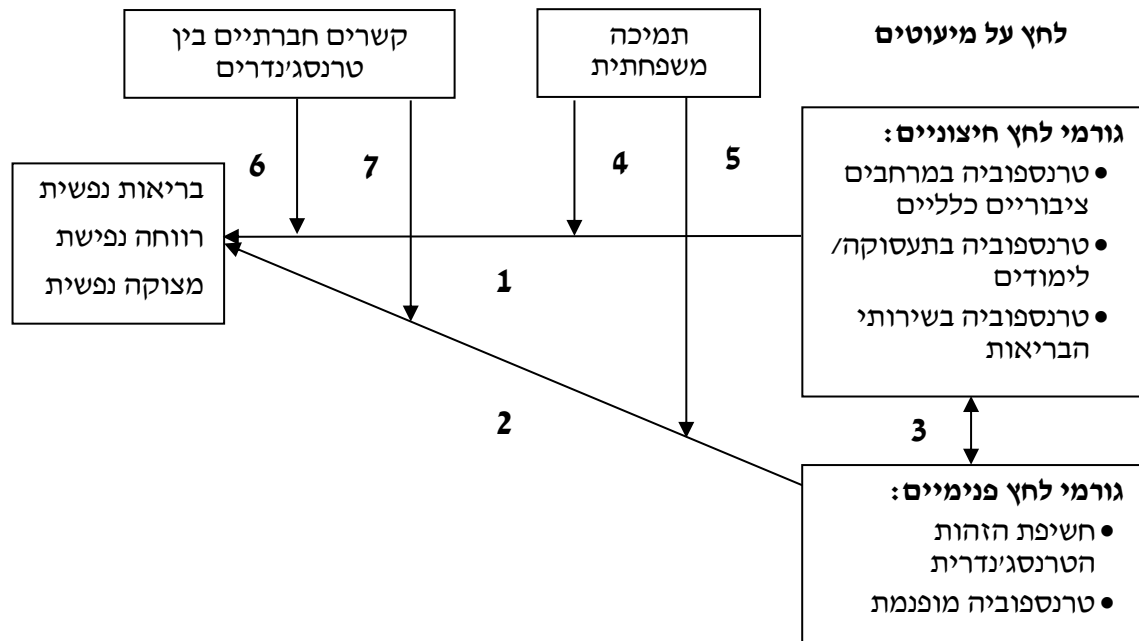 לחץ על מיעוטים
תמיכה
משפחתית
קשרים חברתיים בין
טרנסג'נדרים
גורמי לחץ חיצוניים:
• טרנספוביה במרחבים
ציבוריים כלליים
• טרנספוביה בתעסוקה/
לימודים
• טרנספוביה בשירותי
הבריאות
5
4
7
6
בריאות נפשית
רווחה נפישת
מצוקה נפשית
1
2
3
גורמי לחץ פנימיים:
• חשיפת הזהות
הטרנסג'נדרית
• טרנספוביה מופנמת